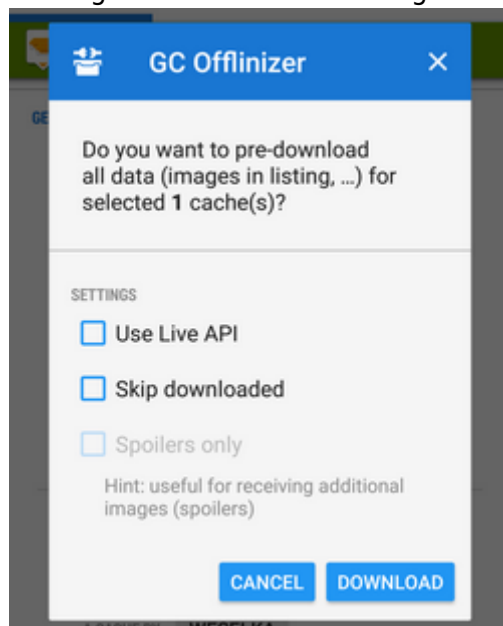 GC Offlinizer
GE
Do you want to pre-download
all data (images in listing, ...) for
selected 1 cache(s)?
SETTINGS
Use Live API
Skip downloaded
Spoilers only
Hint: useful for receiving additional
images (spoilers)
CANCEL DOWNLOAD